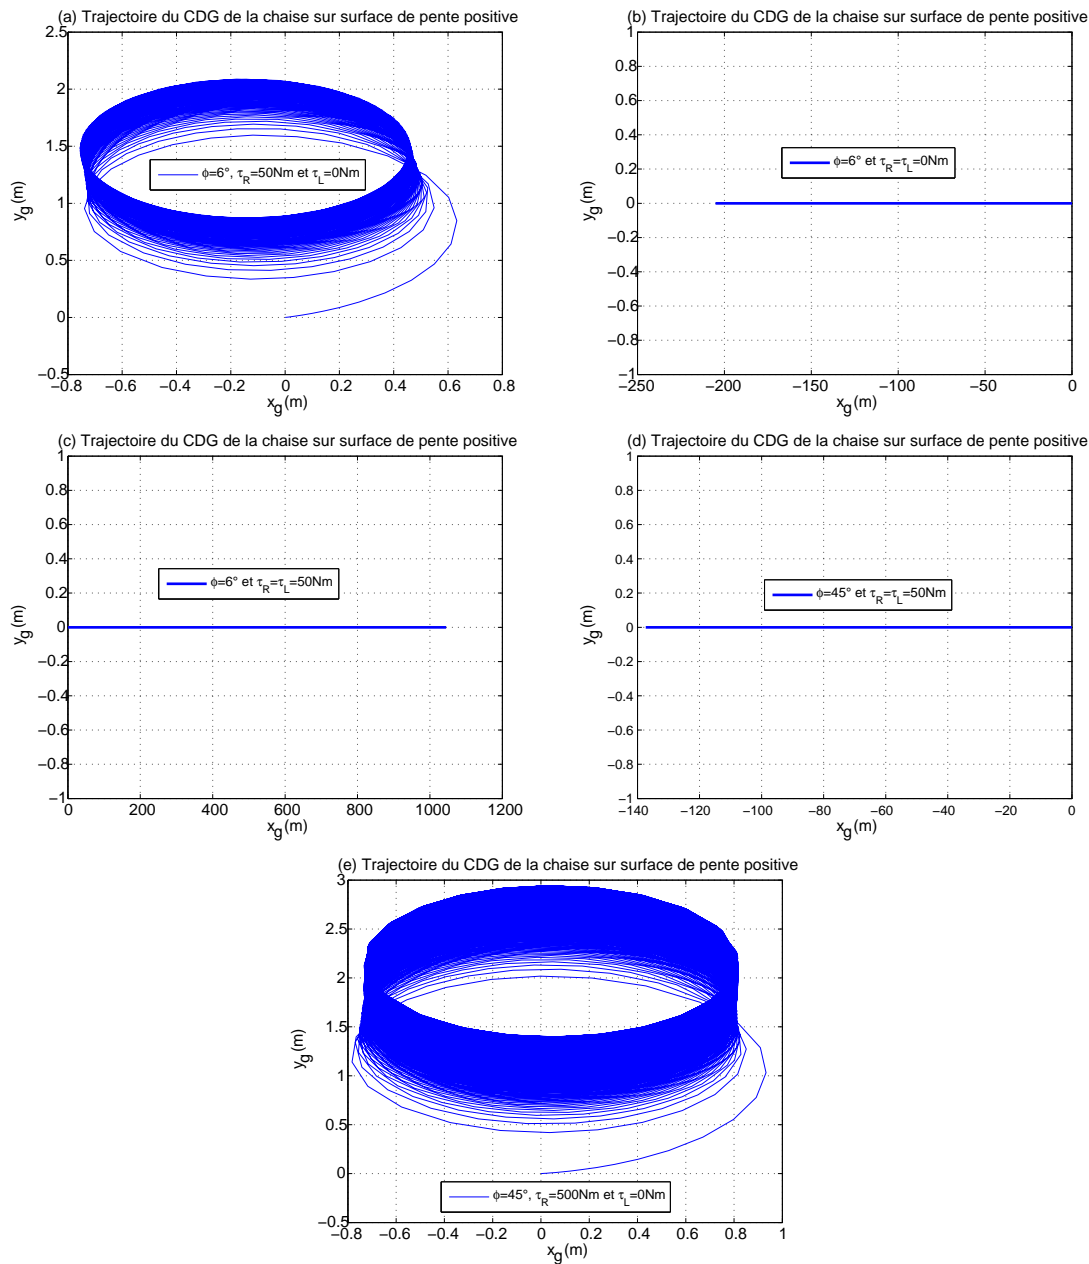 (a) Trajectoire du CDG de la chaise sur surface de pente positive
2.5
2
1.5
1
0.5
0
−0.5
y_g(m)
ϕ=6°, τ_R=50Nm et τ_L=0Nm
−0.8 −0.6 −0.4 −0.2 0 0.2 0.4 0.6 0.8
x_g(m)
(b) Trajectoire du CDG de la chaise sur surface de pente positive
1
0.8
0.6
0.4
0.2
0
−0.2
−0.4
−0.6
−0.8
−1
y_g(m)
ϕ=6° et τ_R=τ_L=0Nm
−250 −200 −150 −100 −50 0
x_g(m)
(c) Trajectoire du CDG de la chaise sur surface de pente positive
1
0.8
0.6
0.4
0.2
0
−0.2
−0.4
−0.6
−0.8
−1
y_g(m)
ϕ=6° et τ_R=τ_L=50Nm
0 200 400 600 800 1000 1200
x_g(m)
(d) Trajectoire du CDG de la chaise sur surface de pente positive
1
0.8
0.6
0.4
0.2
0
−0.2
−0.4
−0.6
−0.8
−1
y_g(m)
ϕ=45° et τ_R=τ_L=50Nm
−140 −120 −100 −80 −60 −40 −20 0
x_g(m)
(e) Trajectoire du CDG de la chaise sur surface de pente positive
3
2.5
2
1.5
1
0.5
0
−0.5
y_g(m)
ϕ=45°, τ_R=500Nm et τ_L=0Nm
−0.8 −0.6 −0.4 −0.2 0 0.2 0.4 0.6 0.8 1
x_g(m)